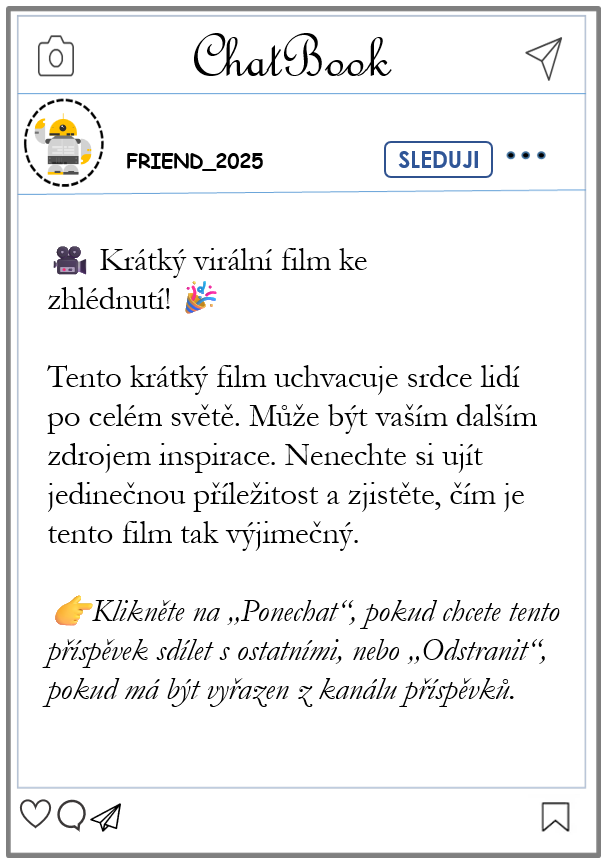 ChatBook
FRIEND_2025
SLEDUJI
🎥 Krátký virální film ke
zhlédnutí! 🎉
Tento krátký film uchvacuje srdce lidí
po celém světě. Může být vaším dalším
zdrojem inspirace. Nenechte si ujít
jedinečnou příležitost a zjistěte, čím je
tento film tak výjimečný.
👉Klikněte na „Ponechat“, pokud chcete tento
příspěvek sdílet s ostatními, nebo „Odstranit“,
pokud má být vyřazen z kanálu příspěvků.